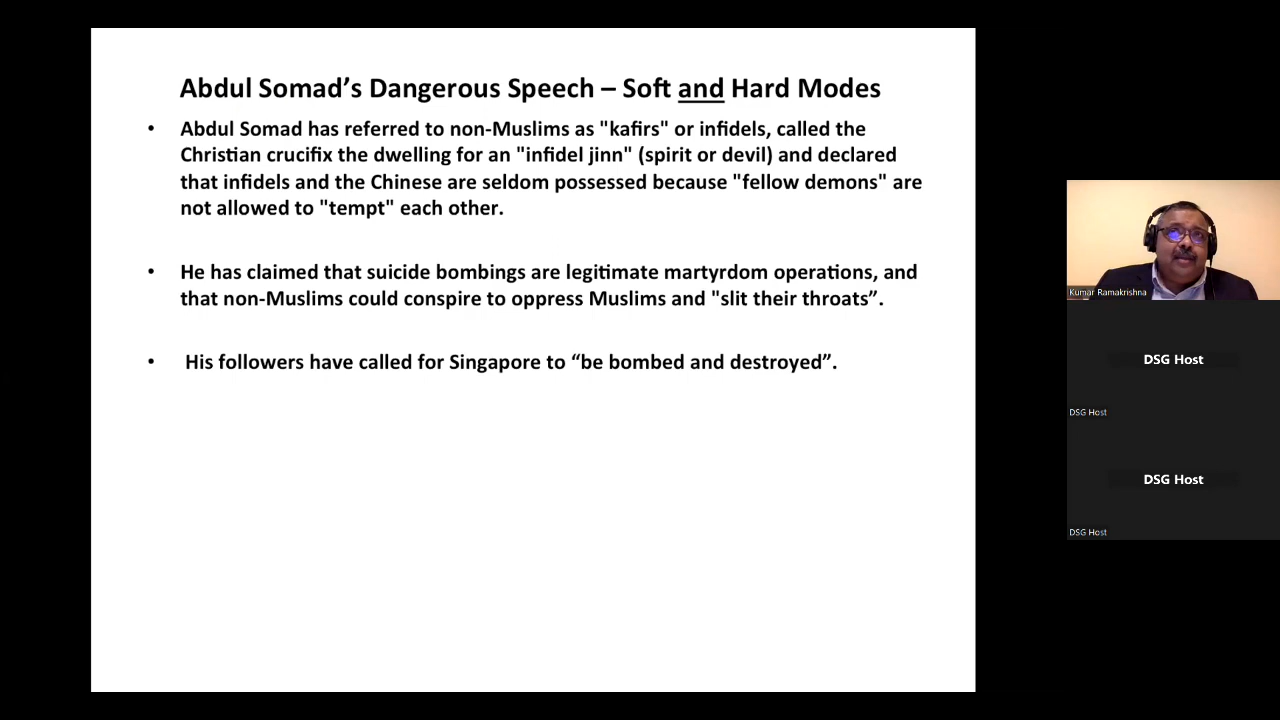 Abdul Somad’s Dangerous Speech – Soft and Hard Modes
• Abdul Somad has referred to non-Muslims as "kafirs" or infidels, called the
Christian crucifix the dwelling for an "infidel jinn" (spirit or devil) and declared
that infidels and the Chinese are seldom possessed because "fellow demons" are
not allowed to "tempt" each other.
• He has claimed that suicide bombings are legitimate martyrdom operations, and
that non-Muslims could conspire to oppress Muslims and "slit their throats”.
• His followers have called for Singapore to “be bombed and destroyed”.
Kumar Ramakrishna
DSG Host
DSG Host
DSG Host
DSG Host